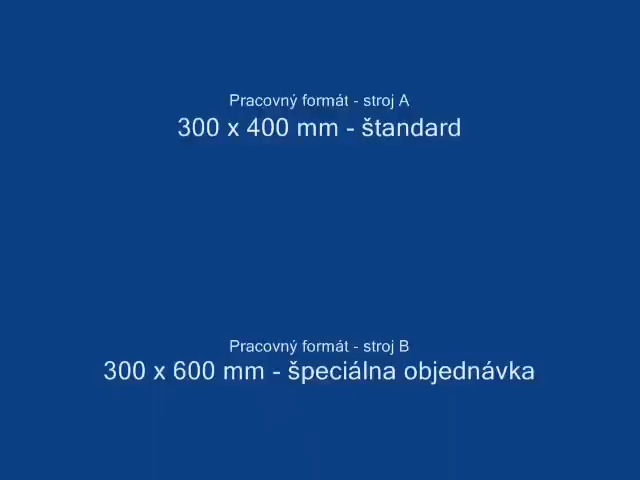 Pracovný formát - stroj A
300 x 400 mm - štandard
Pracovný formát - stroj B
300 x 600 mm - špeciálna objednávka